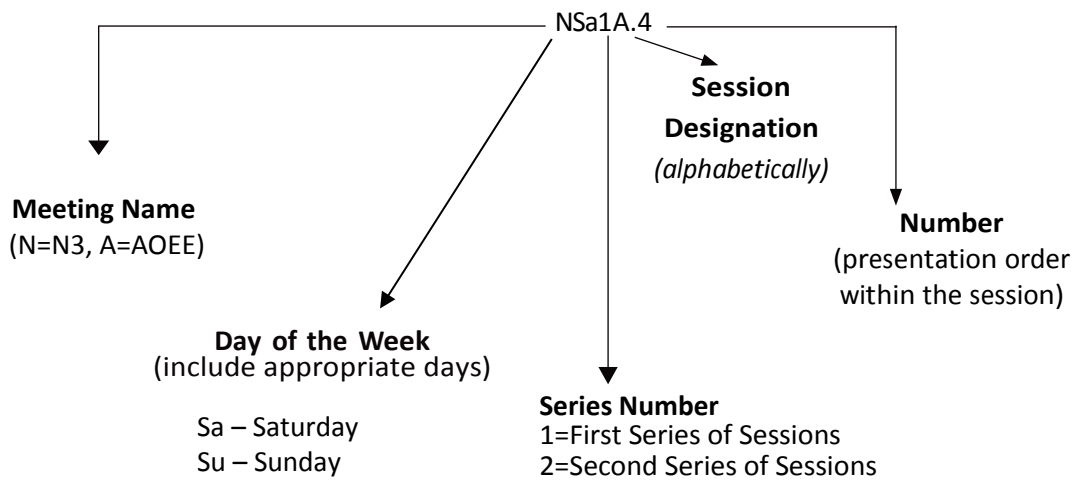 NSa1A.4
Session
Designation
(alphabetically)
Meeting Name
(N=N3, A=AOEE)
Number
(presentation order
within the session)
Day of the Week
(include appropriate days)
Sa – Saturday
Su – Sunday
Series Number
1=First Series of Sessions
2=Second Series of Sessions